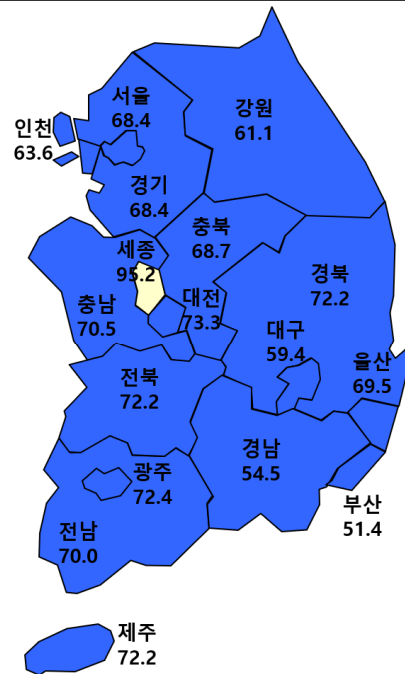 서울
68.4
강원
61.1
인천
63.6
경기
68.4
충북
68.7
세종
95.2
경북
72.2
대전
73.3
충남
70.5
대구
59.4
울산
69.5
전북
72.2
경남
54.5
광주
72.4
부산
51.4
전남
70.0
제주
72.2